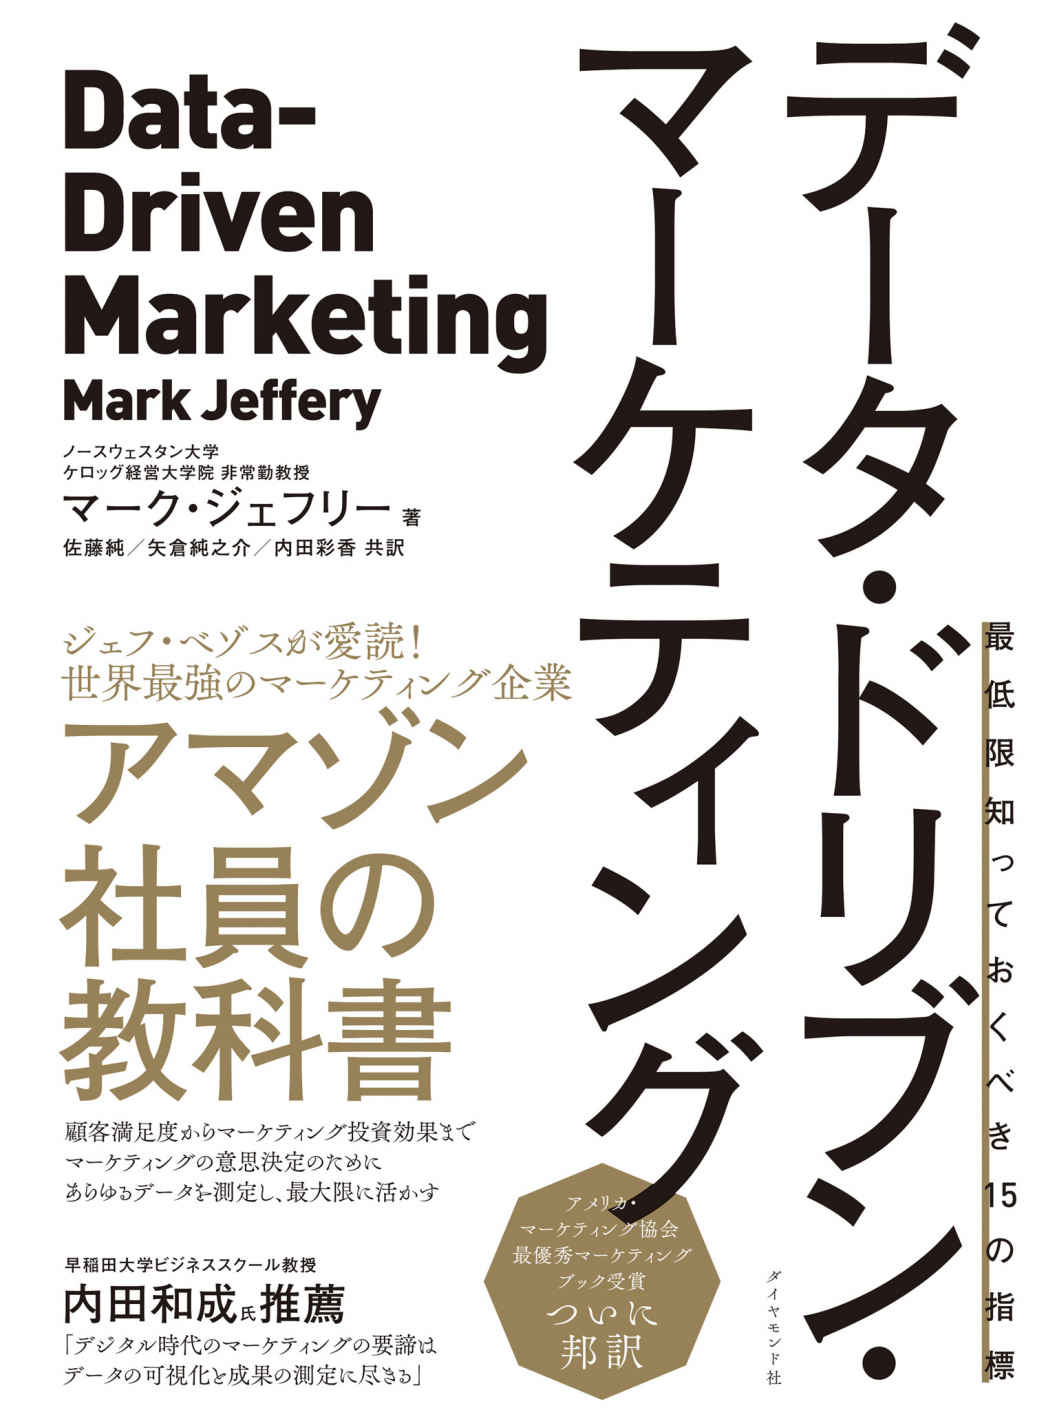 データ・ドリブン・
マーケティング
最低限知っておくべき15の指標
Data-
Driven
Marketing
Mark Jeffery
ノースウェスタン大学
ケロッグ経営大学院 非常勤教授
マーク・ジェフリー 著
佐藤純／矢倉純之介／内田彩香 共訳
ジェフ・ベゾスが愛読！
世界最強のマーケティング企業
アマゾン
社員の
教科書
顧客満足度からマーケティング投資効果まで
マーケティングの意思決定のために
あらゆるデータを測定し、最大限に活かす
早稲田大学ビジネススクール教授
内田和成氏推薦
「デジタル時代のマーケティングの要諦は
データの可視化と成果の測定に尽きる」
アメリカ・
マーケティング協会
最優秀マーケティング
ブック受賞
ついに
邦訳
ダイヤモンド社